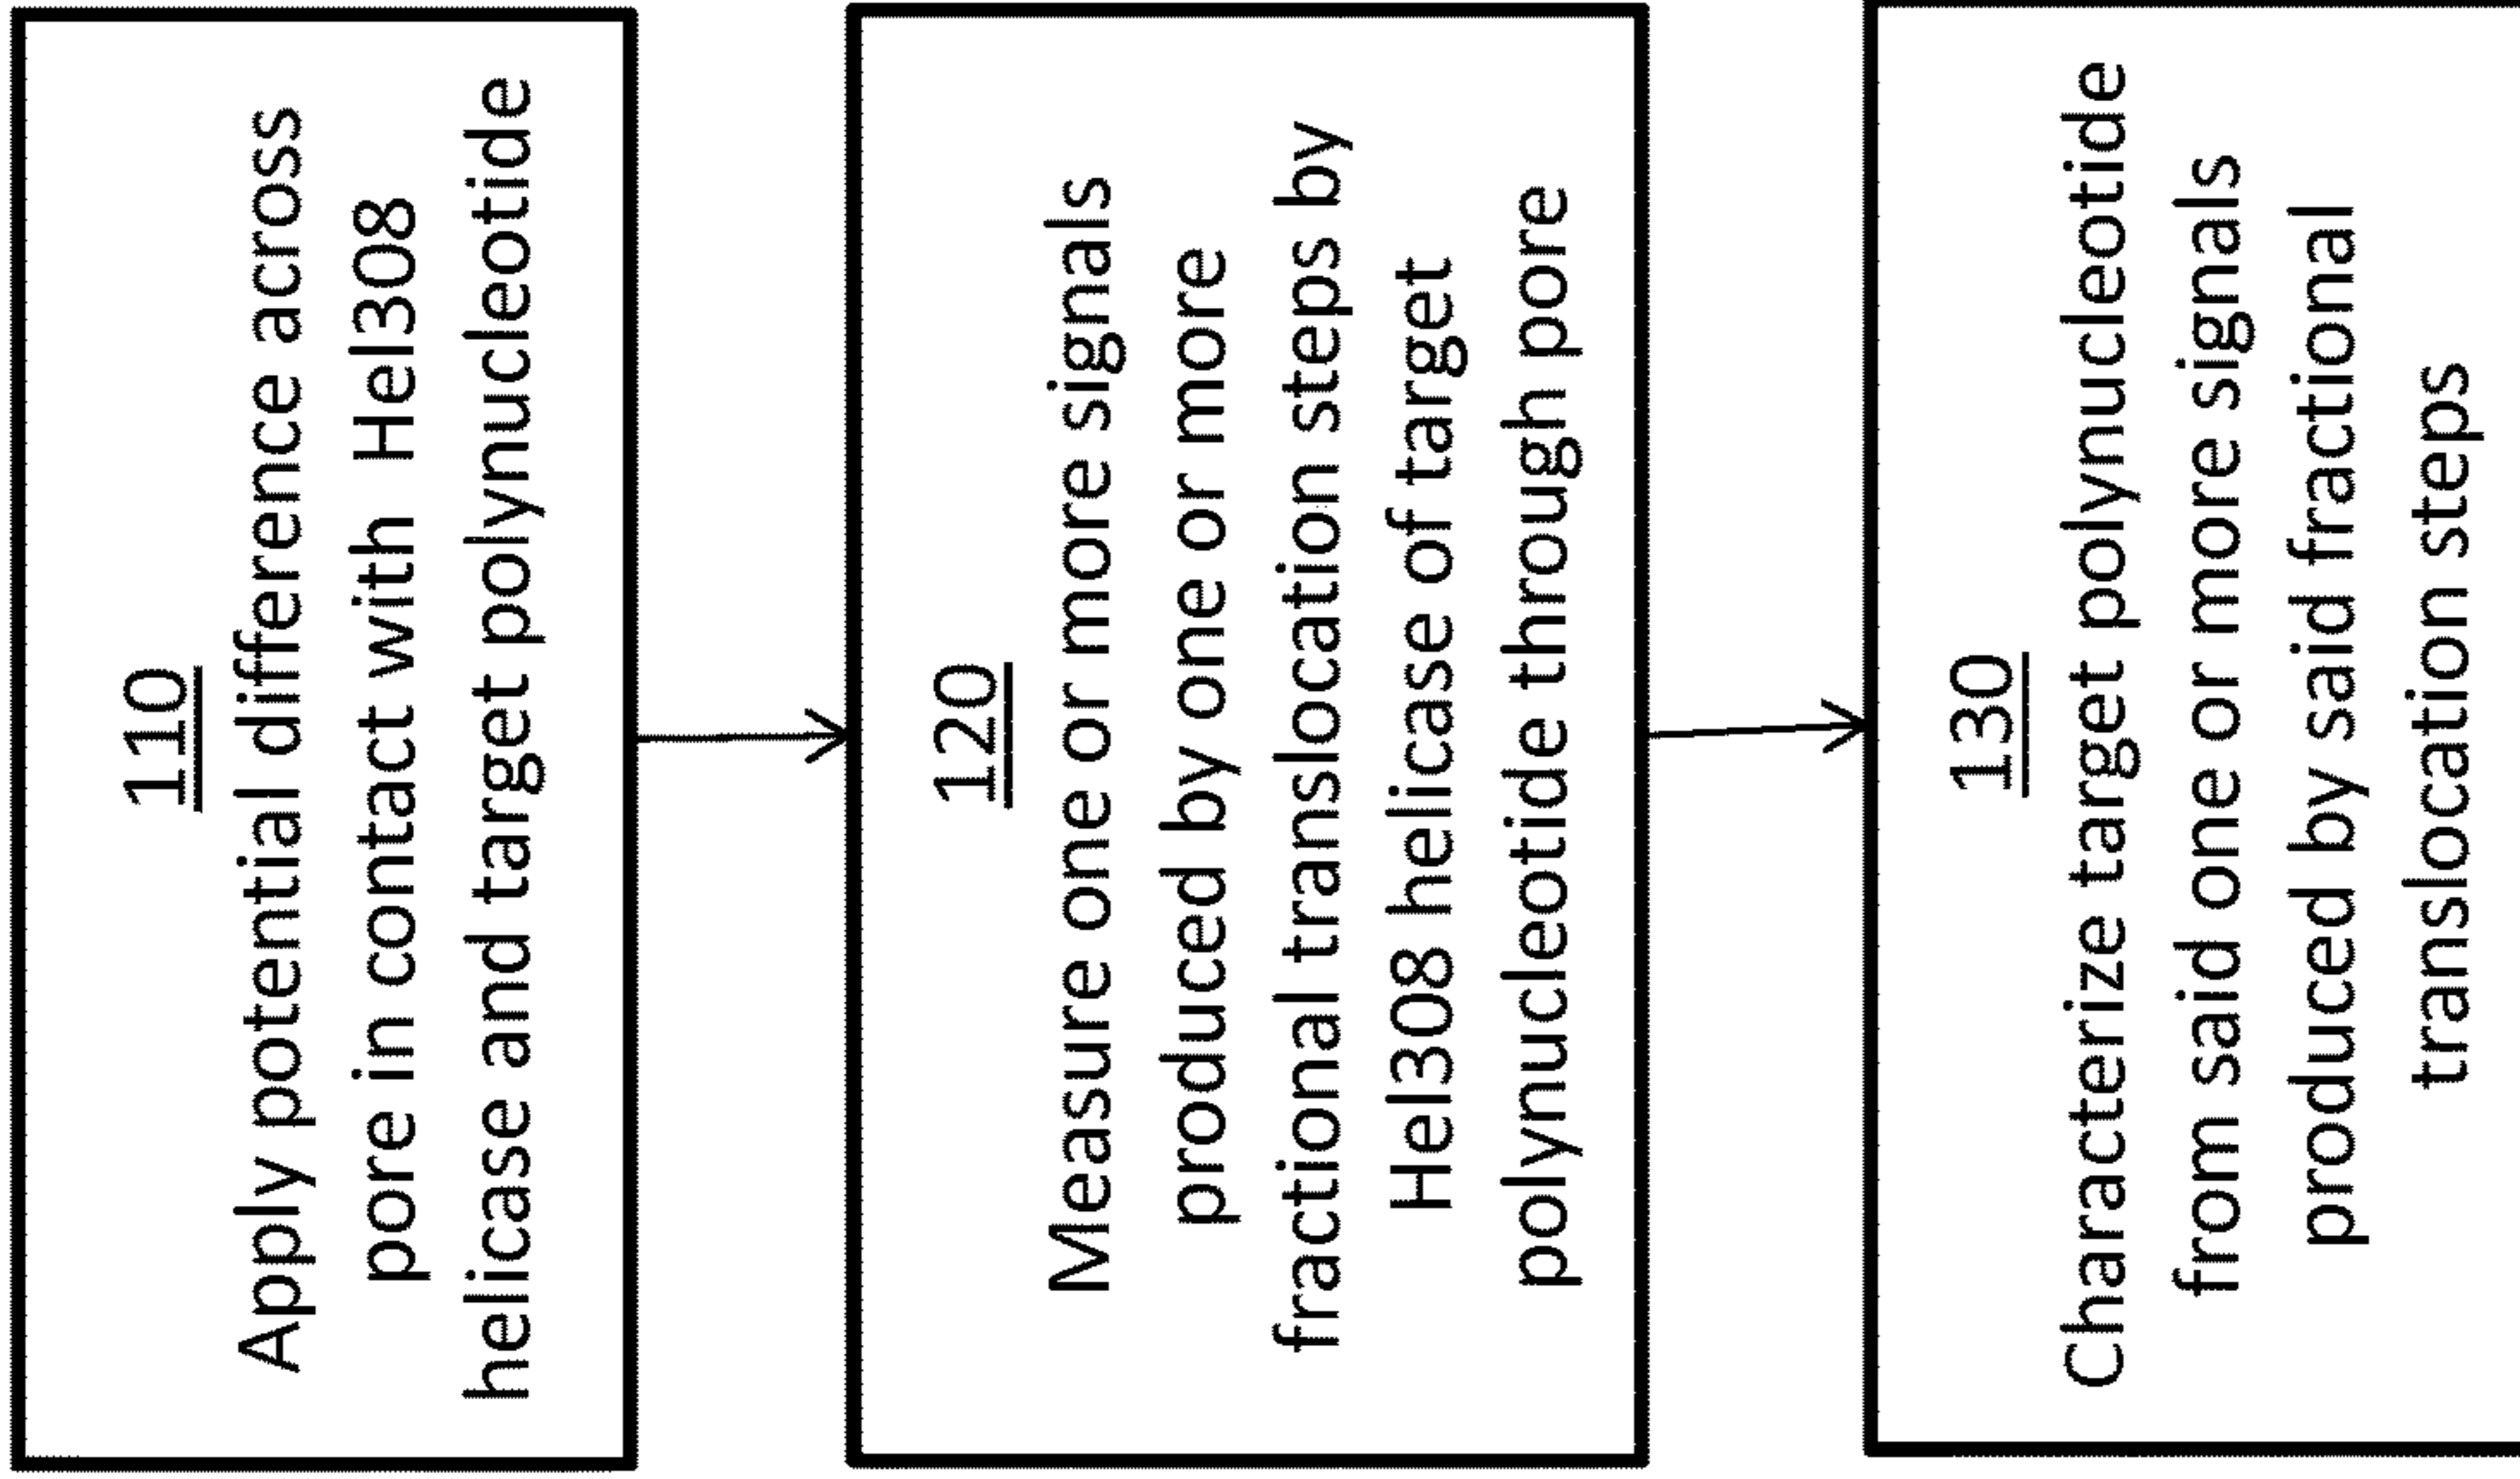 110
Apply potential difference across
pore in contact with Hel308
helicase and target polynucleotide
120
Measure one or more signals
produced by one or more
fractional translocation steps by
Hel308 helicase of target
polynucleotide through pore
130
Characterize target polynucleotide
from said one or more signals
produced by said fractional
translocation steps